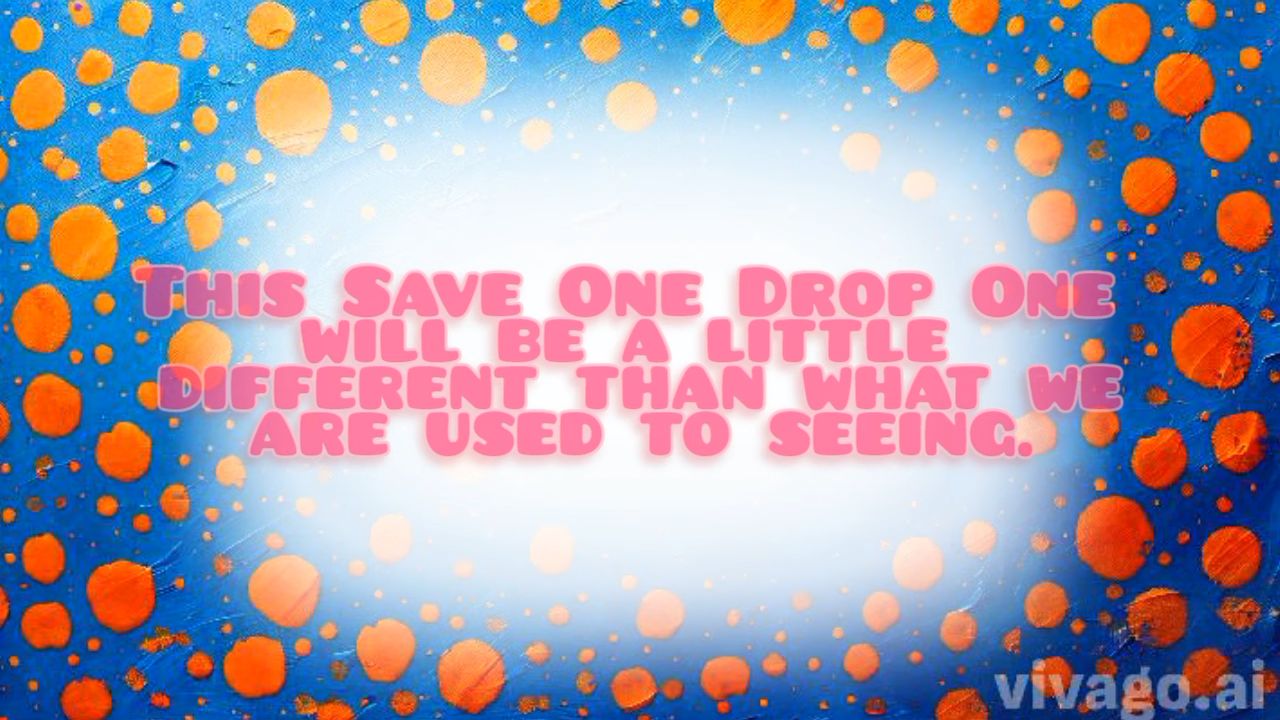 This Save One Drop One
will be a little
different than what we
are used to seeing.
vivago.ai